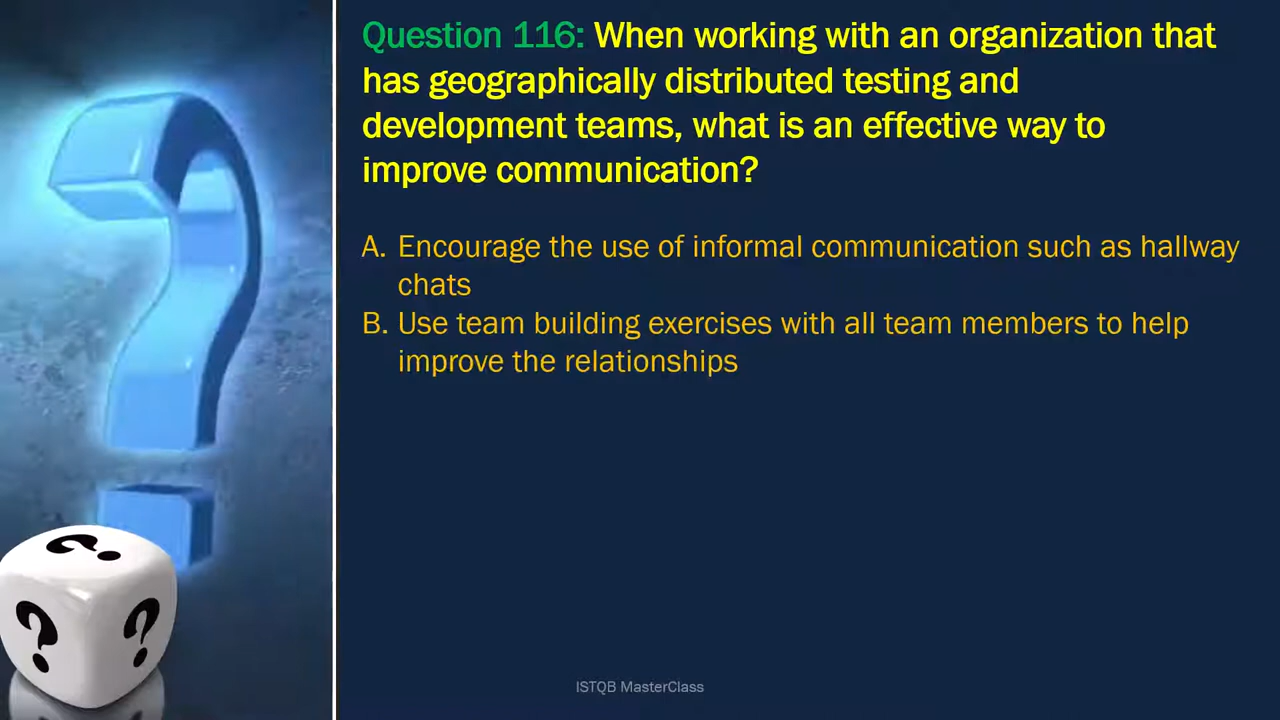 Question 116: When working with an organization that
has geographically distributed testing and
development teams, what is an effective way to
improve communication?
A. Encourage the use of informal communication such as hallway
chats
B. Use team building exercises with all team members to help
improve the relationships
ISTQB MasterClass